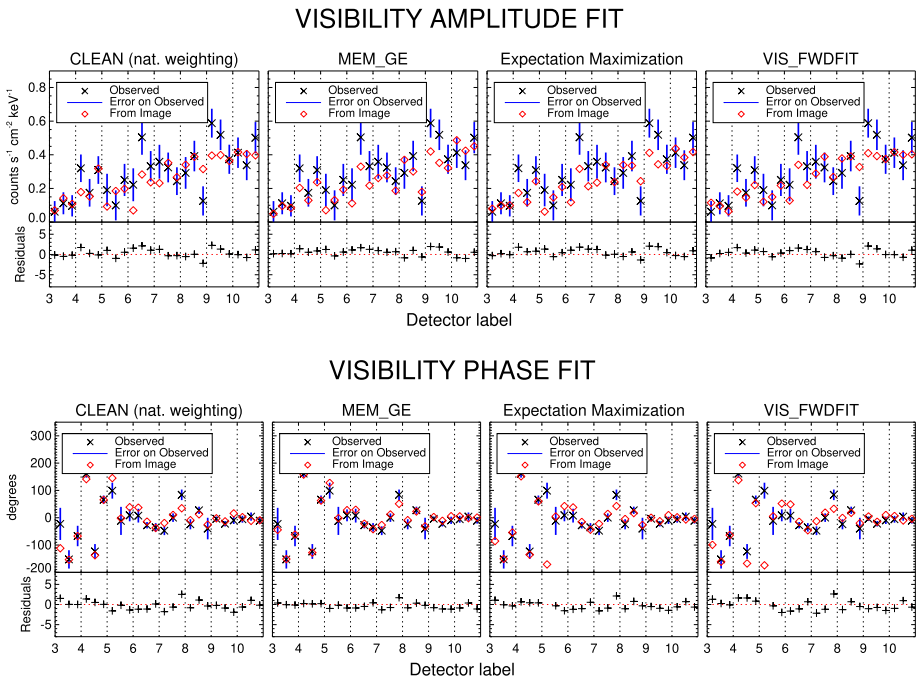 VISIBILITY AMPLITUDE FIT
CLEAN (nat. weighting) MEM_GE Expectation Maximization VIS_FWDFIT
Observed Observed Observed Observed
Error on Observed Error on Observed Error on Observed Error on Observed
From Image From Image From Image From Image
counts s⁻¹ cm⁻² keV⁻¹
0.8
0.6
0.4
0.2
0.0
Residuals
5
0
-5
3 4 5 6 7 8 9 10 3 4 5 6 7 8 9 10 3 4 5 6 7 8 9 10 3 4 5 6 7 8 9 10
Detector label
VISIBILITY PHASE FIT
CLEAN (nat. weighting) MEM_GE Expectation Maximization VIS_FWDFIT
Observed Observed Observed Observed
Error on Observed Error on Observed Error on Observed Error on Observed
From Image From Image From Image From Image
degrees
300
200
100
0
-100
-200
Residuals
5
0
-5
3 4 5 6 7 8 9 10 3 4 5 6 7 8 9 10 3 4 5 6 7 8 9 10 3 4 5 6 7 8 9 10
Detector label